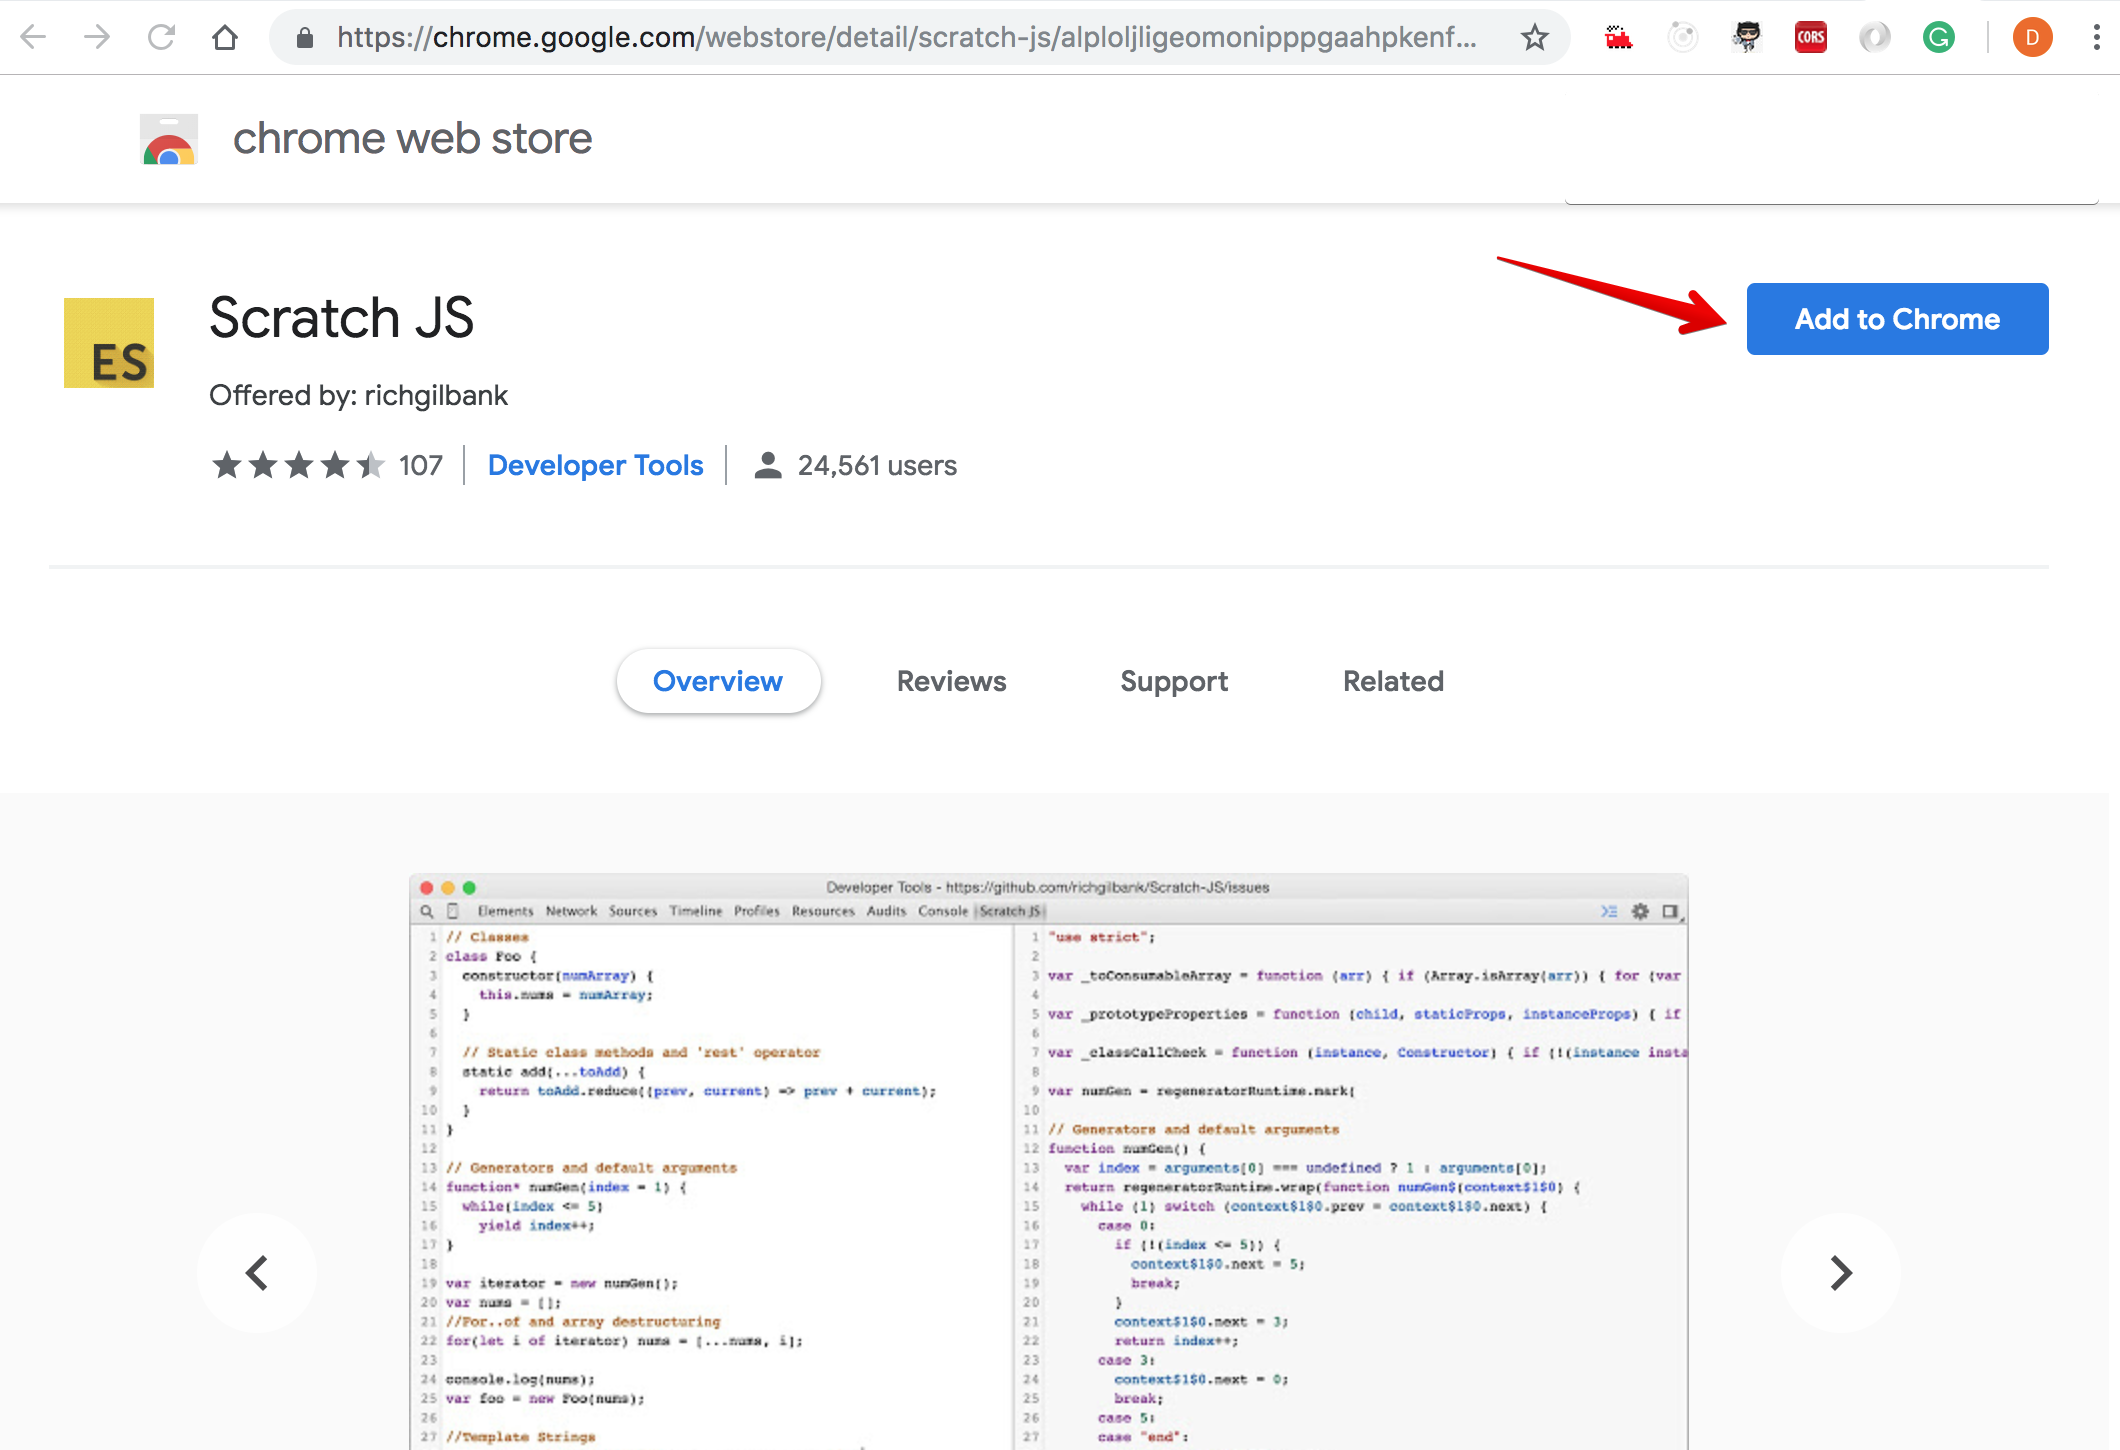 https://chrome.google.com/webstore/detail/scratch-js/alploljligeomonipppgaahpkenf...
CORS
G
D
chrome web store
ES
Scratch JS
Add to Chrome
Offered by: richgilbank
107
Developer Tools
24,561 users
Overview
Reviews
Support
Related
Developer Tools - https://github.com/richgilbank/Scratch-JS/issues
Elements Network Sources Timeline Profiles Resources Audits Console Scratch JS
1 // Classes
2 class Foo {
3 constructor(numArray) {
4 this.nums = numArray;
5 }
6
7 // Static class methods and 'rest' operator
8 static add(...toAdd) {
9 return toAdd.reduce((prev, current) => prev + current);
10 }
11 }
12
13 // Generators and default arguments
14 function* numGen(index = 1) {
15 while(index <= 5)
16 yield index++;
17 }
18
19 var iterator = new numGen();
20 var nums = [];
21 //For..of and array destructuring
22 for(let i of iterator) nums = [...nums, i];
23
24 console.log(nums);
25 var foo = new Foo(nums);
26
27 //Template Strings
1 "use strict";
2
3 var _toConsumableArray = function (arr) { if (Array.isArray(arr)) { for (var
4
5 var _prototypeProperties = function (child, staticProps, instanceProps) { if
6
7 var _classCallCheck = function (instance, Constructor) { if (!(instance insta
8
9 var numGen = regeneratorRuntime.mark(
10
11 // Generators and default arguments
12 function numGen() {
13 var index = arguments[0] === undefined ? 1 : arguments[0];
14 return regeneratorRuntime.wrap(function numGen$(context$1$0) {
15 while (1) switch (context$1$0.prev = context$1$0.next) {
16 case 0:
17 if (!(index <= 5)) {
18 context$1$0.next = 5;
19 break;
20 }
21 context$1$0.next = 3;
22 return index++;
23 case 3:
24 context$1$0.next = 0;
25 break;
26 case 5:
27 case "end":